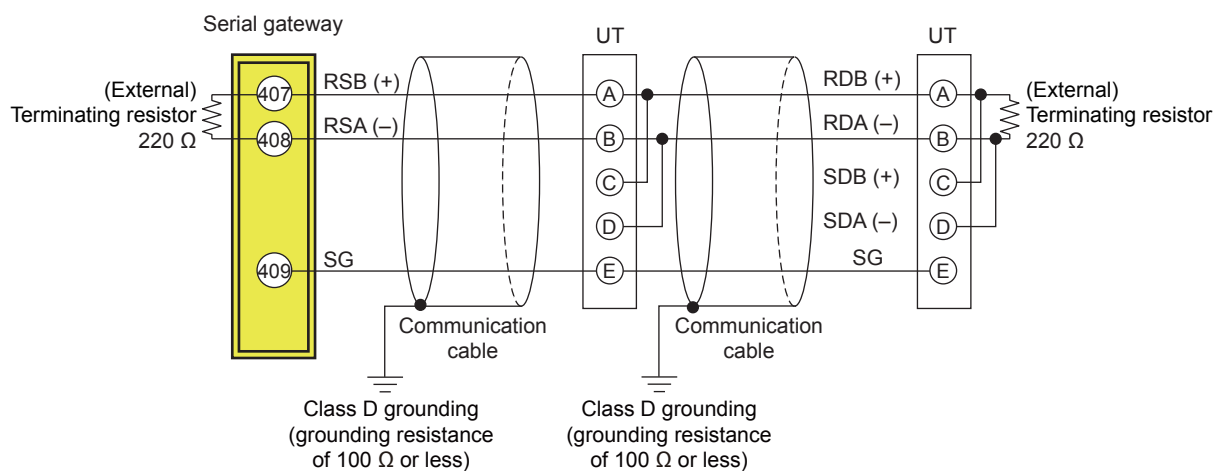 Serial gateway
UT
UT
(External)
Terminating resistor
220 Ω
407
408
409
RSB (+)
RSA (–)
SG
A
B
C
D
E
RDB (+)
RDA (–)
SDB (+)
SDA (–)
SG
A
B
C
D
E
(External)
Terminating resistor
220 Ω
Communication
cable
Communication
cable
Class D grounding
(grounding resistance
of 100 Ω or less)
Class D grounding
(grounding resistance
of 100 Ω or less)